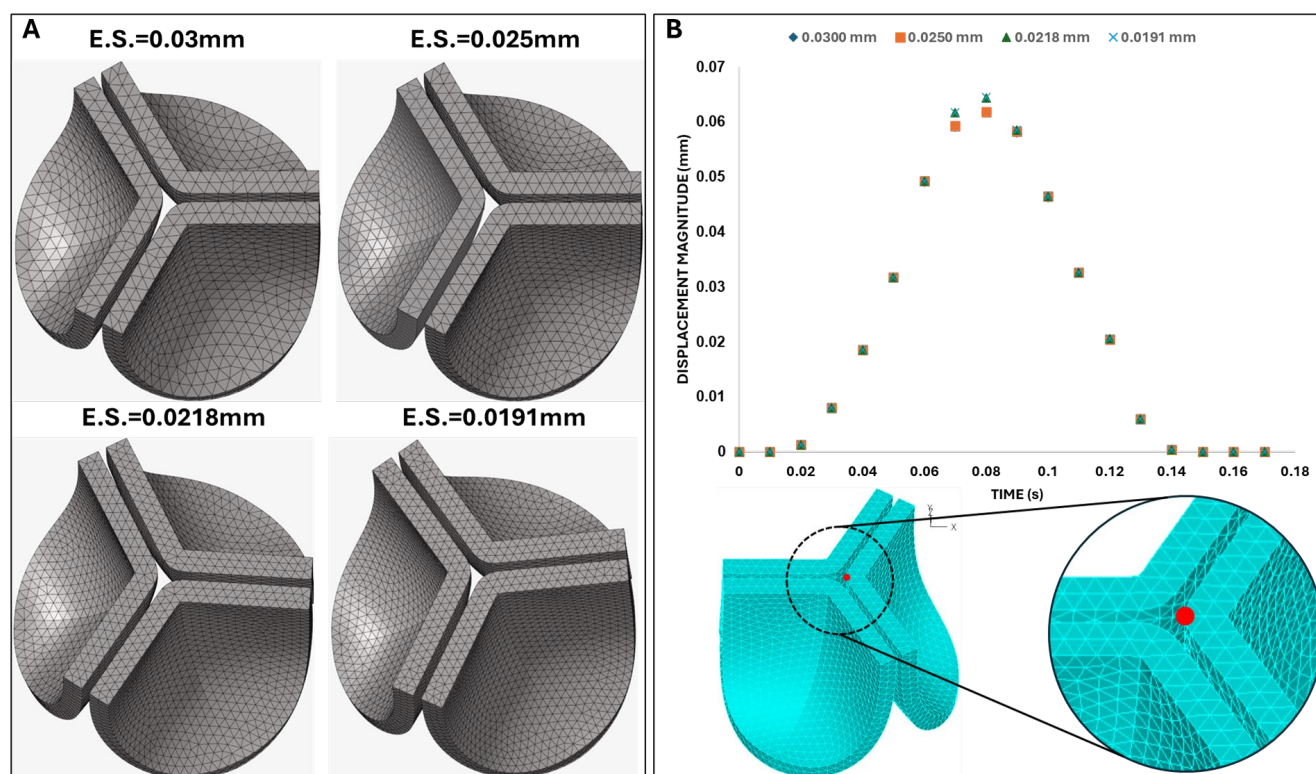 A
E.S.=0.03mm
E.S.=0.025mm
E.S.=0.0218mm
E.S.=0.0191mm
B
0.0300 mm 0.0250 mm 0.0218 mm 0.0191 mm
DISPLACEMENT MAGNITUDE (mm)
0.07
0.06
0.05
0.04
0.03
0.02
0.01
0
0 0.02 0.04 0.06 0.08 0.1 0.12 0.14 0.16 0.18
TIME (s)
Y
Z
X